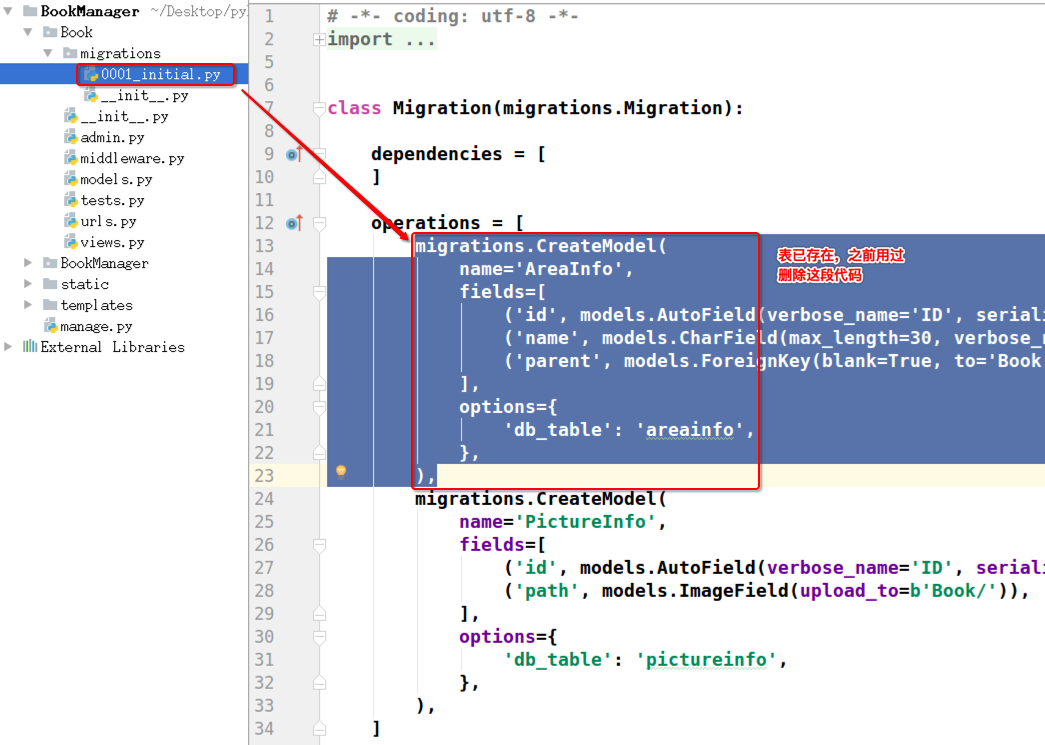 BookManager ~/Desktop/py
Book
migrations
0001_initial.py
__init__.py
__init__.py
admin.py
middleware.py
models.py
tests.py
urls.py
views.py
BookManager
static
templates
manage.py
External Libraries
1 # -*- coding: utf-8 -*-
2 import ...
5
6
7 class Migration(migrations.Migration):
8
9 dependencies = [
10 ]
11
12 operations = [
13 migrations.CreateModel(
14 name='AreaInfo',
15 fields=[
16 ('id', models.AutoField(verbose_name='ID', seriali
17 ('name', models.CharField(max_length=30, verbose_n
18 ('parent', models.ForeignKey(blank=True, to='Book
19 ],
20 options={
21 'db_table': 'areainfo',
22 },
23 ),
24 migrations.CreateModel(
25 name='PictureInfo',
26 fields=[
27 ('id', models.AutoField(verbose_name='ID', seriali
28 ('path', models.ImageField(upload_to=b'Book/')),
29 ],
30 options={
31 'db_table': 'pictureinfo',
32 },
33 ),
34 ]
表已存在，之前用过
删除这段代码